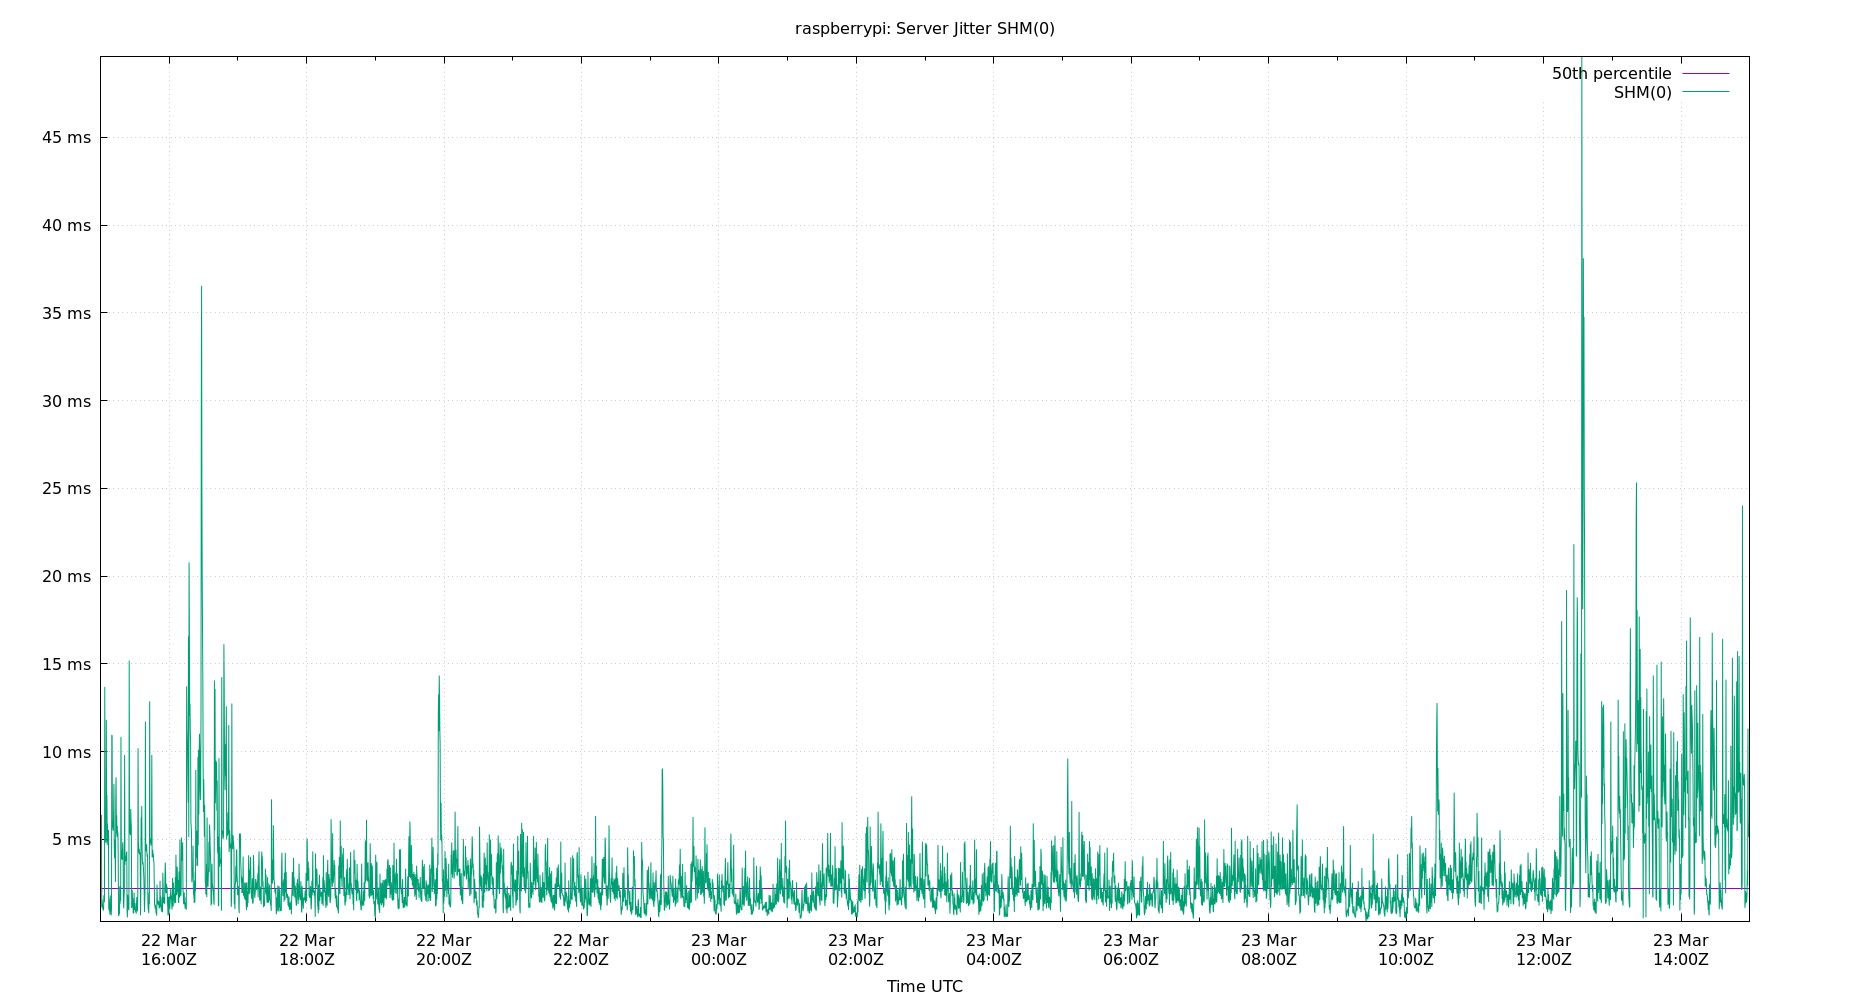 raspberrypi: Server Jitter SHM(0)
50th percentile
SHM(0)
45 ms
40 ms
35 ms
30 ms
25 ms
20 ms
15 ms
10 ms
5 ms
22 Mar 22 Mar 22 Mar 22 Mar 23 Mar 23 Mar 23 Mar 23 Mar 23 Mar 23 Mar 23 Mar 23 Mar
16:00Z 18:00Z 20:00Z 22:00Z 00:00Z 02:00Z 04:00Z 06:00Z 08:00Z 10:00Z 12:00Z 14:00Z
Time UTC